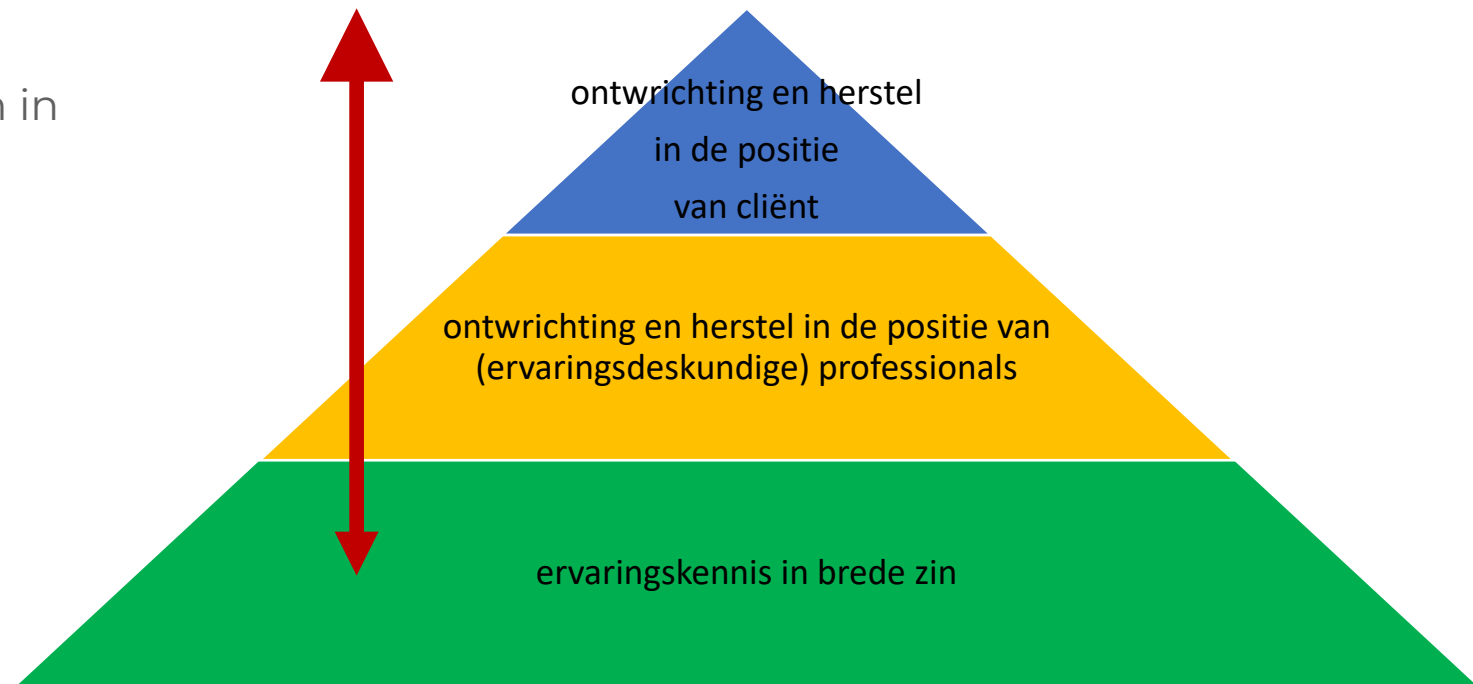 n in
ontwrichting en herstel
in de positie
van cliënt
ontwrichting en herstel in de positie van
(ervaringsdeskundige) professionals
ervaringskennis in brede zin